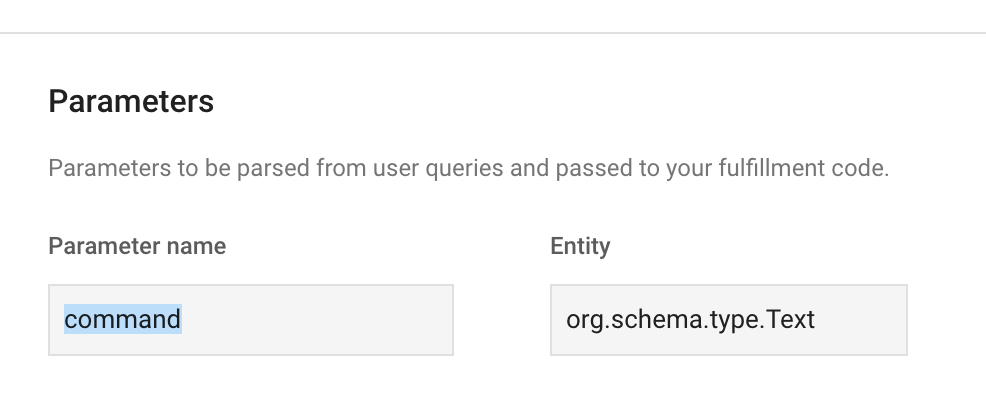 Parameters
Parameters to be parsed from user queries and passed to your fulfillment code.
Parameter name
Entity
command
org.schema.type.Text